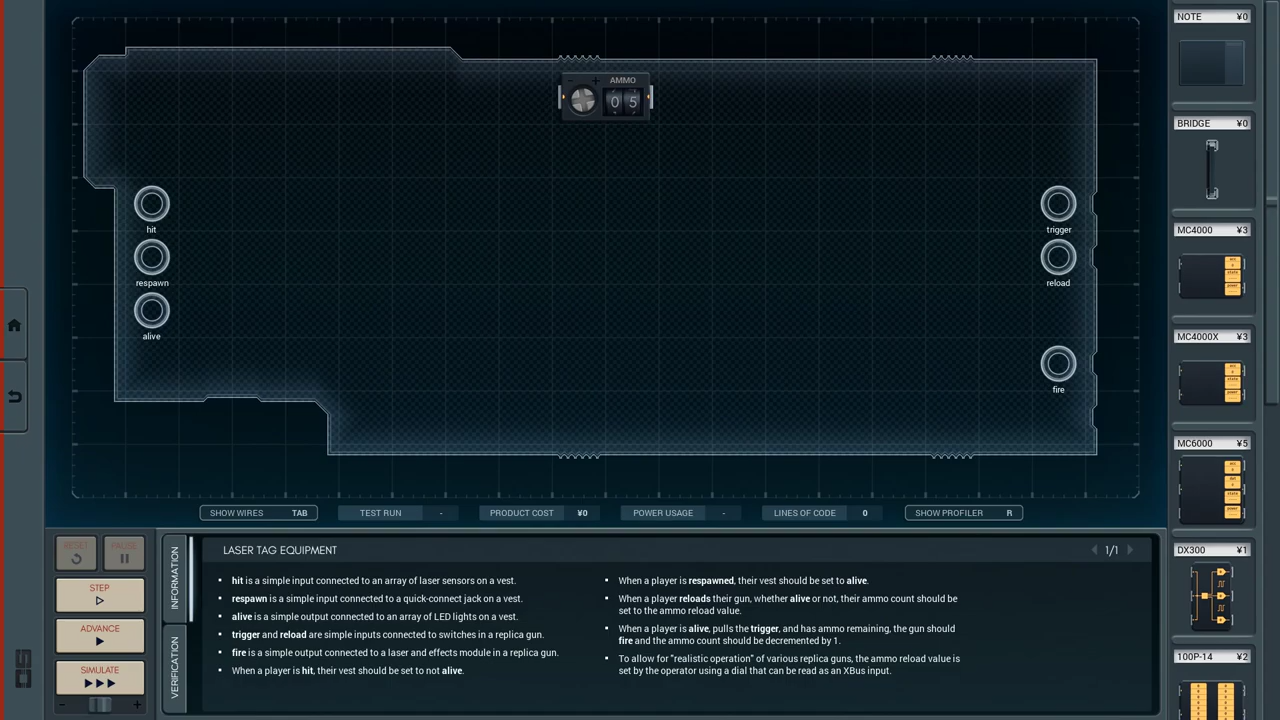 NOTE ¥0
AMMO
- +
05
BRIDGE ¥0
hit
trigger
MC4000 ¥3
respawn
reload
alive
MC4000X ¥3
fire
MC6000 ¥5
SHOW WIRES TAB
TEST RUN -
PRODUCT COST ¥0
POWER USAGE -
LINES OF CODE 0
SHOW PROFILER R
RESET
PAUSE
STEP
ADVANCE
SIMULATE
- +
INFORMATION
VERIFICATION
LASER TAG EQUIPMENT
1/1
hit is a simple input connected to an array of laser sensors on a vest.
respawn is a simple input connected to a quick-connect jack on a vest.
alive is a simple output connected to an array of LED lights on a vest.
trigger and reload are simple inputs connected to switches in a replica gun.
fire is a simple output connected to a laser and effects module in a replica gun.
When a player is hit, their vest should be set to not alive.
When a player is respawned, their vest should be set to alive.
When a player reloads their gun, whether alive or not, their ammo count should be
set to the ammo reload value.
When a player is alive, pulls the trigger, and has ammo remaining, the gun should
fire and the ammo count should be decremented by 1.
To allow for "realistic operation" of various replica guns, the ammo reload value is
set by the operator using a dial that can be read as an XBus input.
DX300 ¥1
100P-14 ¥2